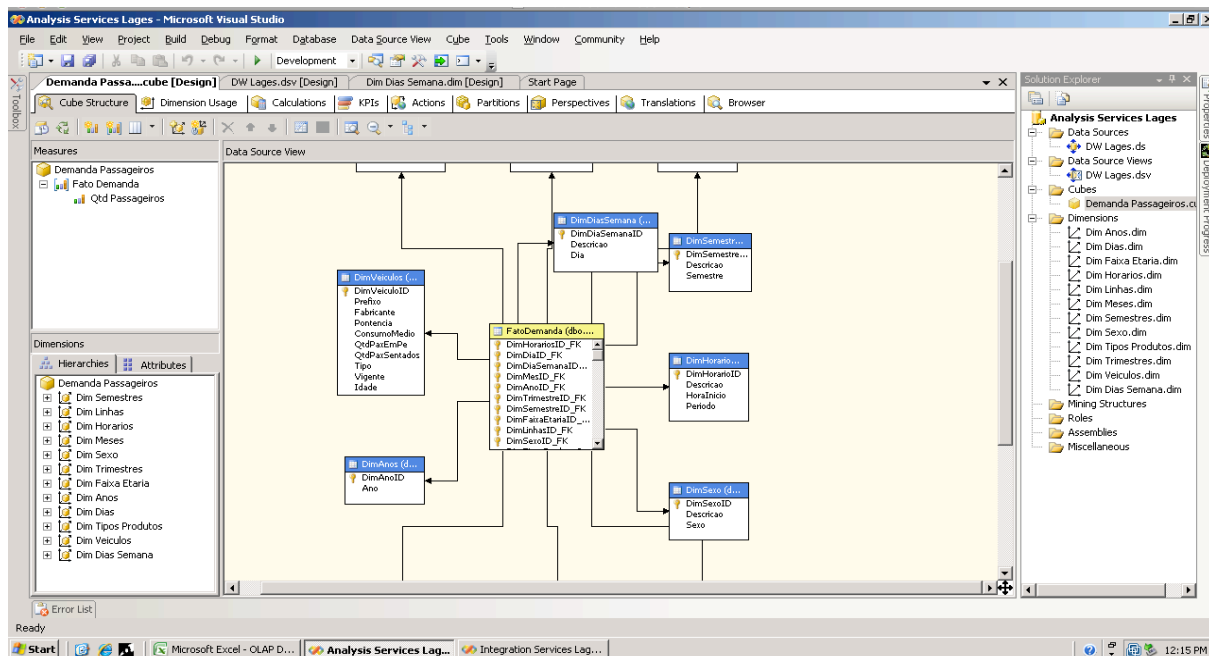 Analysis Services Lages - Microsoft Visual Studio
File Edit View Project Build Debug Format Database Data Source View Cube Tools Window Community Help
Development
Demanda Passa....cube [Design] DW Lages.dsv [Design] Dim Dias Semana.dim [Design] Start Page
Cube Structure Dimension Usage Calculations KPIs Actions Partitions Perspectives Translations Browser
Toolbox
Measures
Demanda Passageiros
Fato Demanda
Qtd Passageiros
Dimensions
Hierarchies Attributes
Demanda Passageiros
Dim Semestres
Dim Linhas
Dim Horarios
Dim Meses
Dim Sexo
Dim Trimestres
Dim Faixa Etaria
Dim Anos
Dim Dias
Dim Tipos Produtos
Dim Veiculos
Dim Dias Semana
Data Source View
DimDiasSemana (...
DimDiaSemanaID
Descricao
Dia
DimSemestr...
DimSemestre...
Descricao
Semestre
DimVeiculos (...
DimVeiculoID
Prefixo
Fabricante
Pontencia
ConsumoMedio
QtdPaxEmPe
QtdPaxSentados
Tipo
Vigente
Idade
FatoDemanda (dbo....
DimHorariosID_FK
DimDiaID_FK
DimDiaSemanaID...
DimMesID_FK
DimAnoID_FK
DimTrimestreID_FK
DimSemestreID_FK
DimFaixaEtariaID_...
DimLinhasID_FK
DimSexoID_FK
DimHorario...
DimHorarioID
Descricao
HoraInicio
Periodo
DimAnos (d...
DimAnoID
Ano
DimSexo (d...
DimSexoID
Descricao
Sexo
Solution Explorer
Analysis Services Lages
Data Sources
DW Lages.ds
Data Source Views
DW Lages.dsv
Cubes
Demanda Passageiros.cu
Dimensions
Dim Anos.dim
Dim Dias.dim
Dim Faixa Etaria.dim
Dim Horarios.dim
Dim Linhas.dim
Dim Meses.dim
Dim Semestres.dim
Dim Sexo.dim
Dim Tipos Produtos.dim
Dim Trimestres.dim
Dim Veiculos.dim
Dim Dias Semana.dim
Mining Structures
Roles
Assemblies
Miscellaneous
Properties
Deployment Progress
Error List
Ready
Start Microsoft Excel - OLAP D... Analysis Services Lag... Integration Services Lag... 12:15 PM